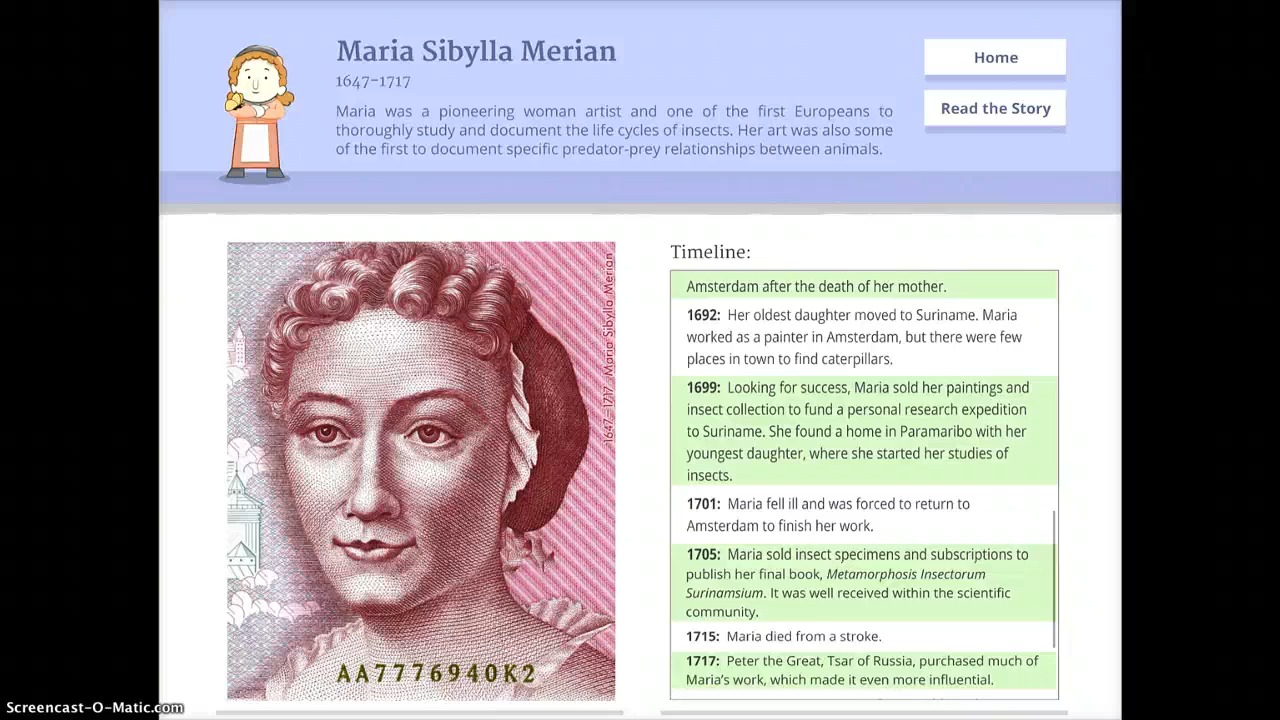 Maria Sibylla Merian
1647-1717
Maria was a pioneering woman artist and one of the first Europeans to
thoroughly study and document the life cycles of insects. Her art was also some
of the first to document specific predator-prey relationships between animals.
Home
Read the Story
1647-1717 Maria Sibylla Merian
AA7776940K2
Timeline:
Amsterdam after the death of her mother.
1692: Her oldest daughter moved to Suriname. Maria
worked as a painter in Amsterdam, but there were few
places in town to find caterpillars.
1699: Looking for success, Maria sold her paintings and
insect collection to fund a personal research expedition
to Suriname. She found a home in Paramaribo with her
youngest daughter, where she started her studies of
insects.
1701: Maria fell ill and was forced to return to
Amsterdam to finish her work.
1705: Maria sold insect specimens and subscriptions to
publish her final book, Metamorphosis Insectorum
Surinamsium. It was well received within the scientific
community.
1715: Maria died from a stroke.
1717: Peter the Great, Tsar of Russia, purchased much of
Maria's work, which made it even more influential.
Screencast-O-Matic.com